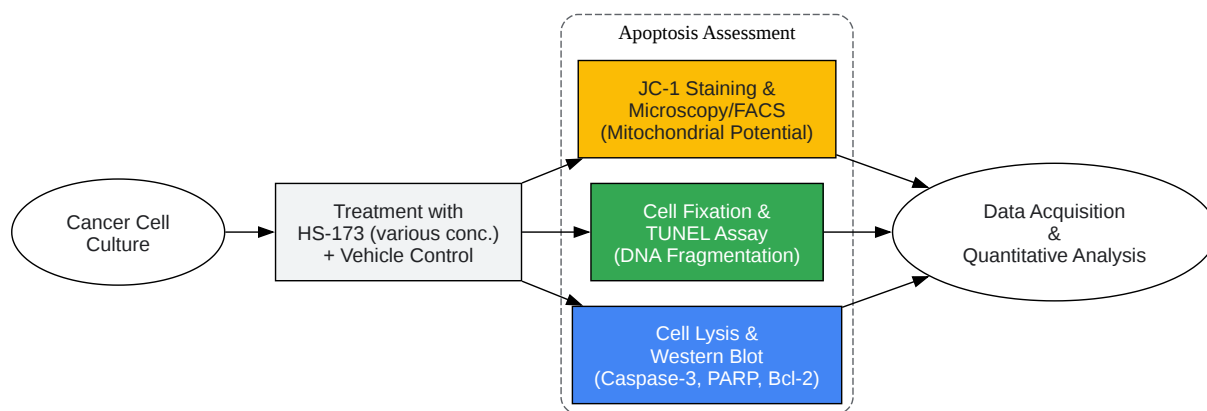 Apoptosis Assessment
Cancer Cell
Culture
Treatment with
HS-173 (various conc.)
+ Vehicle Control
JC-1 Staining &
Microscopy/FACS
(Mitochondrial Potential)
Cell Fixation &
TUNEL Assay
(DNA Fragmentation)
Cell Lysis &
Western Blot
(Caspase-3, PARP, Bcl-2)
Data Acquisition
&
Quantitative Analysis